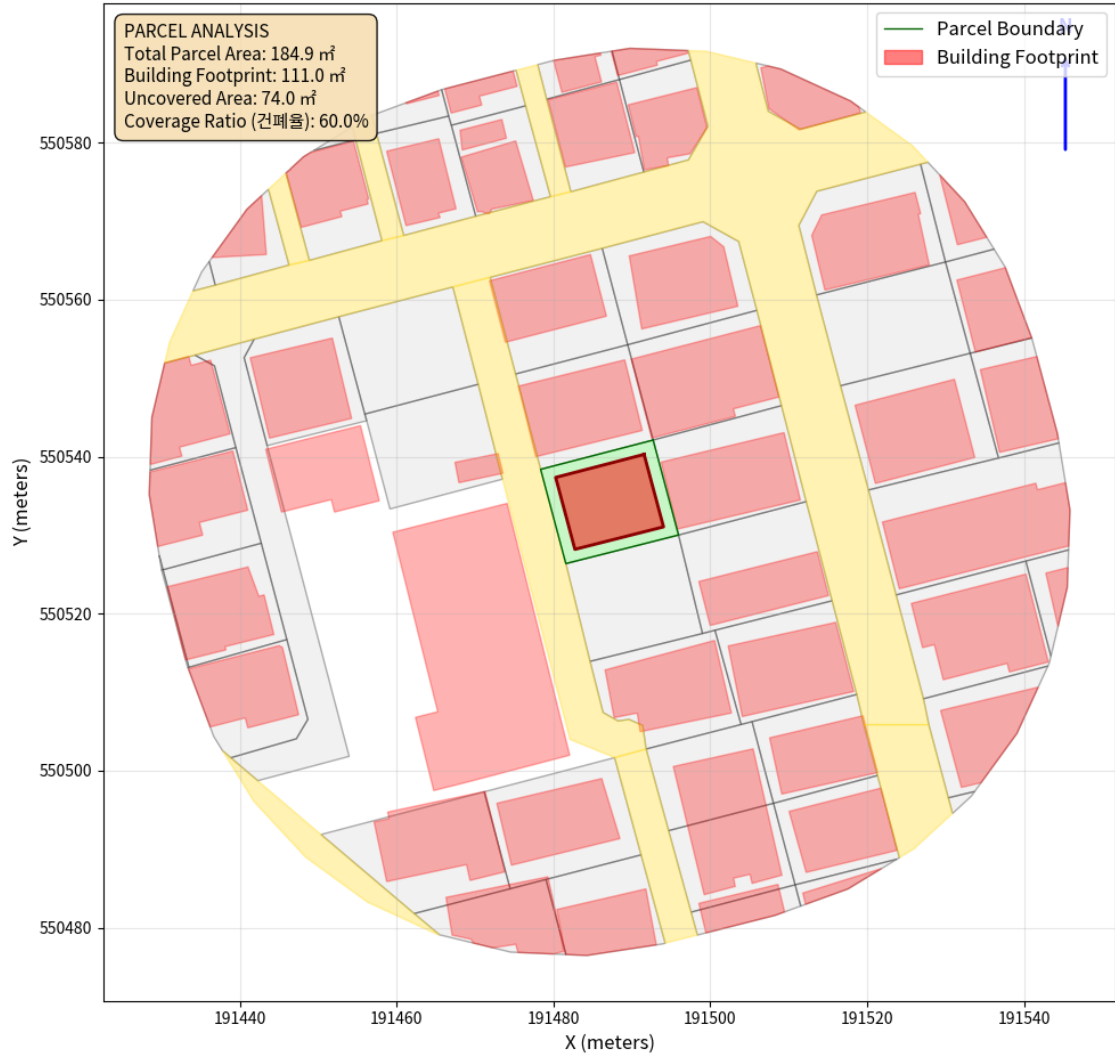 PARCEL ANALYSIS
Total Parcel Area: 184.9 ㎡
Building Footprint: 111.0 ㎡
Uncovered Area: 74.0 ㎡
Coverage Ratio (건폐율): 60.0%
Parcel Boundary
Building Footprint
N
Y (meters)
550580
550560
550540
550520
550500
550480
191440
191460
191480
191500
191520
191540
X (meters)